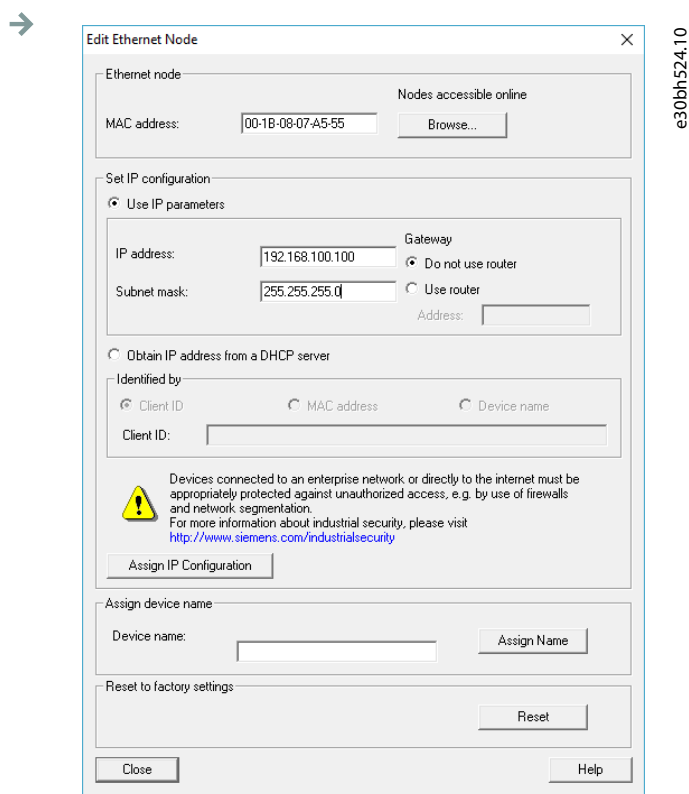 Edit Ethernet Node
e30bh524.10
Ethernet node
Nodes accessible online
MAC address:
00-1B-08-07-A5-55
Browse...
Set IP configuration
Use IP parameters
Gateway
IP address:
192.168.100.100
Do not use router
Subnet mask:
255.255.255.0
Use router
Address:
Obtain IP address from a DHCP server
Identified by
Client ID
MAC address
Device name
Client ID:
Devices connected to an enterprise network or directly to the internet must be
appropriately protected against unauthorized access, e.g. by use of firewalls
and network segmentation.
For more information about industrial security, please visit
http://www.siemens.com/industrialsecurity
Assign IP Configuration
Assign device name
Device name:
Assign Name
Reset to factory settings
Reset
Close
Help